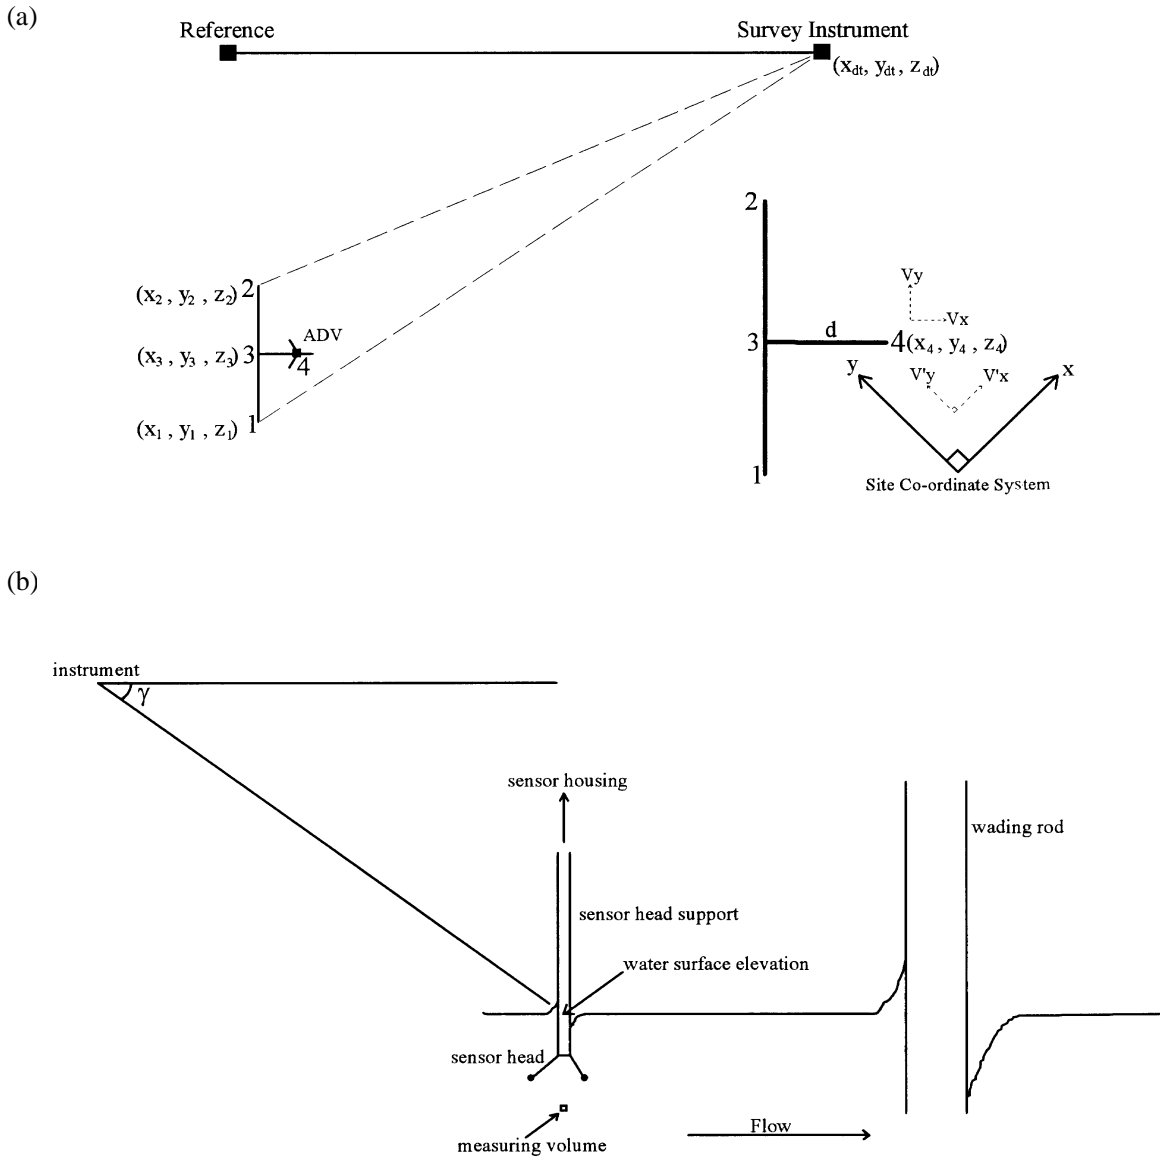 (a)
Reference
Survey Instrument
(xdt, ydt, zdt)
2
(x2 , y2 , z2) 2
Vy
ADV
Vx
(x3 , y3 , z3) 3
4
3
d
4(x4 , y4 , z4)
y
V'y
V'x
x
(x1 , y1 , z1) 1
1
Site Co-ordinate System
(b)
instrument
γ
sensor housing
wading rod
sensor head support
water surface elevation
sensor head
Flow
measuring volume